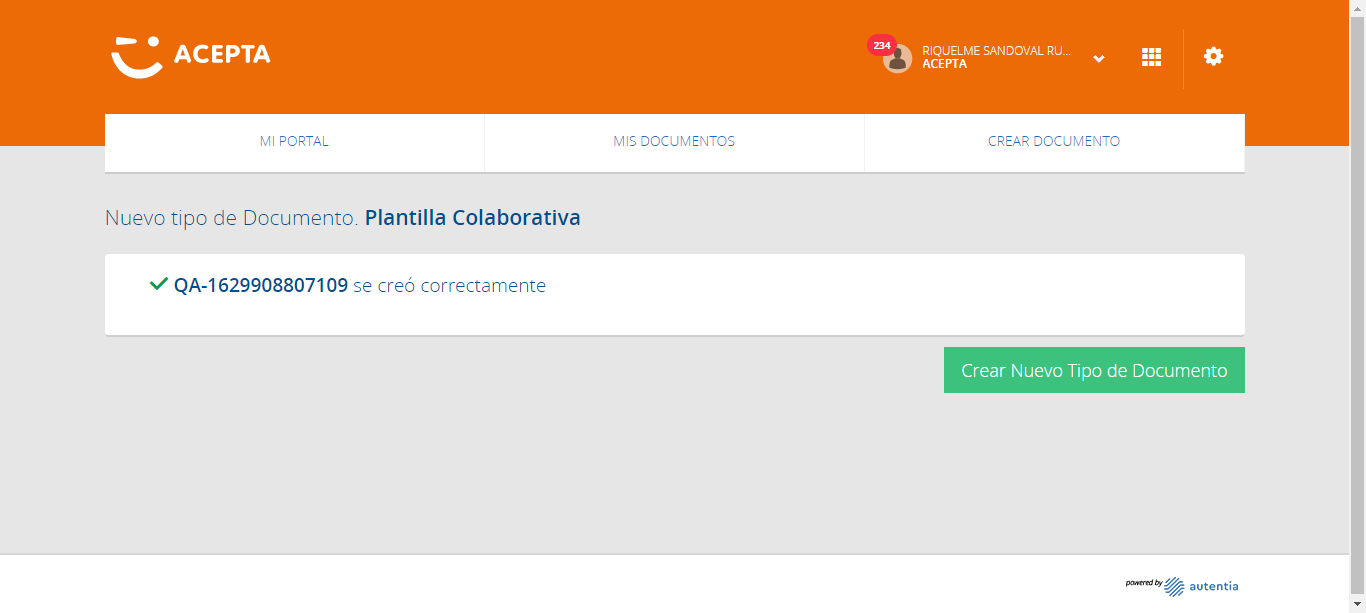 ACEPTA
234
RIQUELME SANDOVAL RU...
ACEPTA
MI PORTAL
MIS DOCUMENTOS
CREAR DOCUMENTO
Nuevo tipo de Documento. Plantilla Colaborativa
QA-1629908807109 se creó correctamente
Crear Nuevo Tipo de Documento
powered by autentia